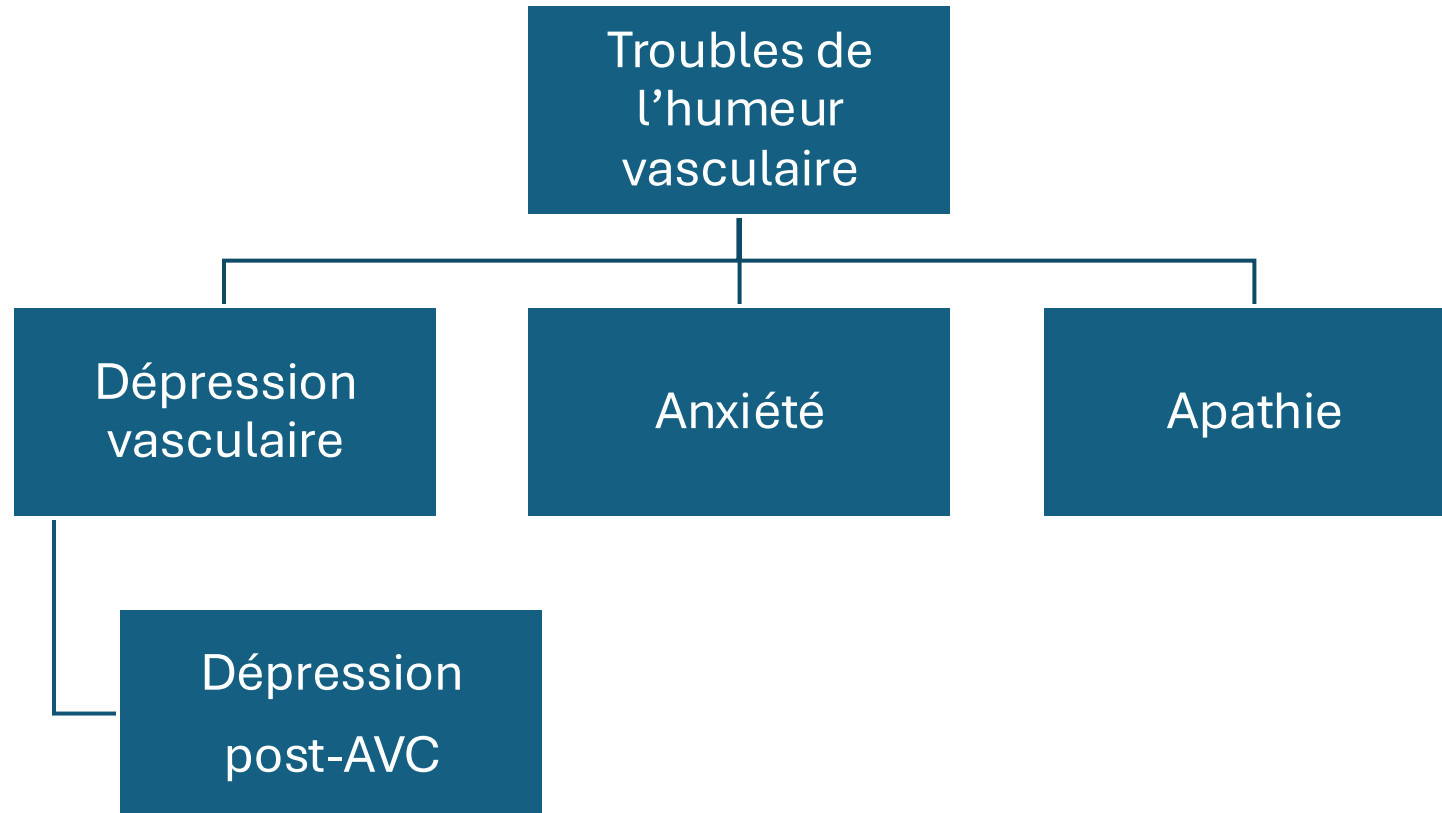 Troubles de
l’humeur
vasculaire
Dépression
vasculaire
Anxiété
Apathie
Dépression
post-AVC